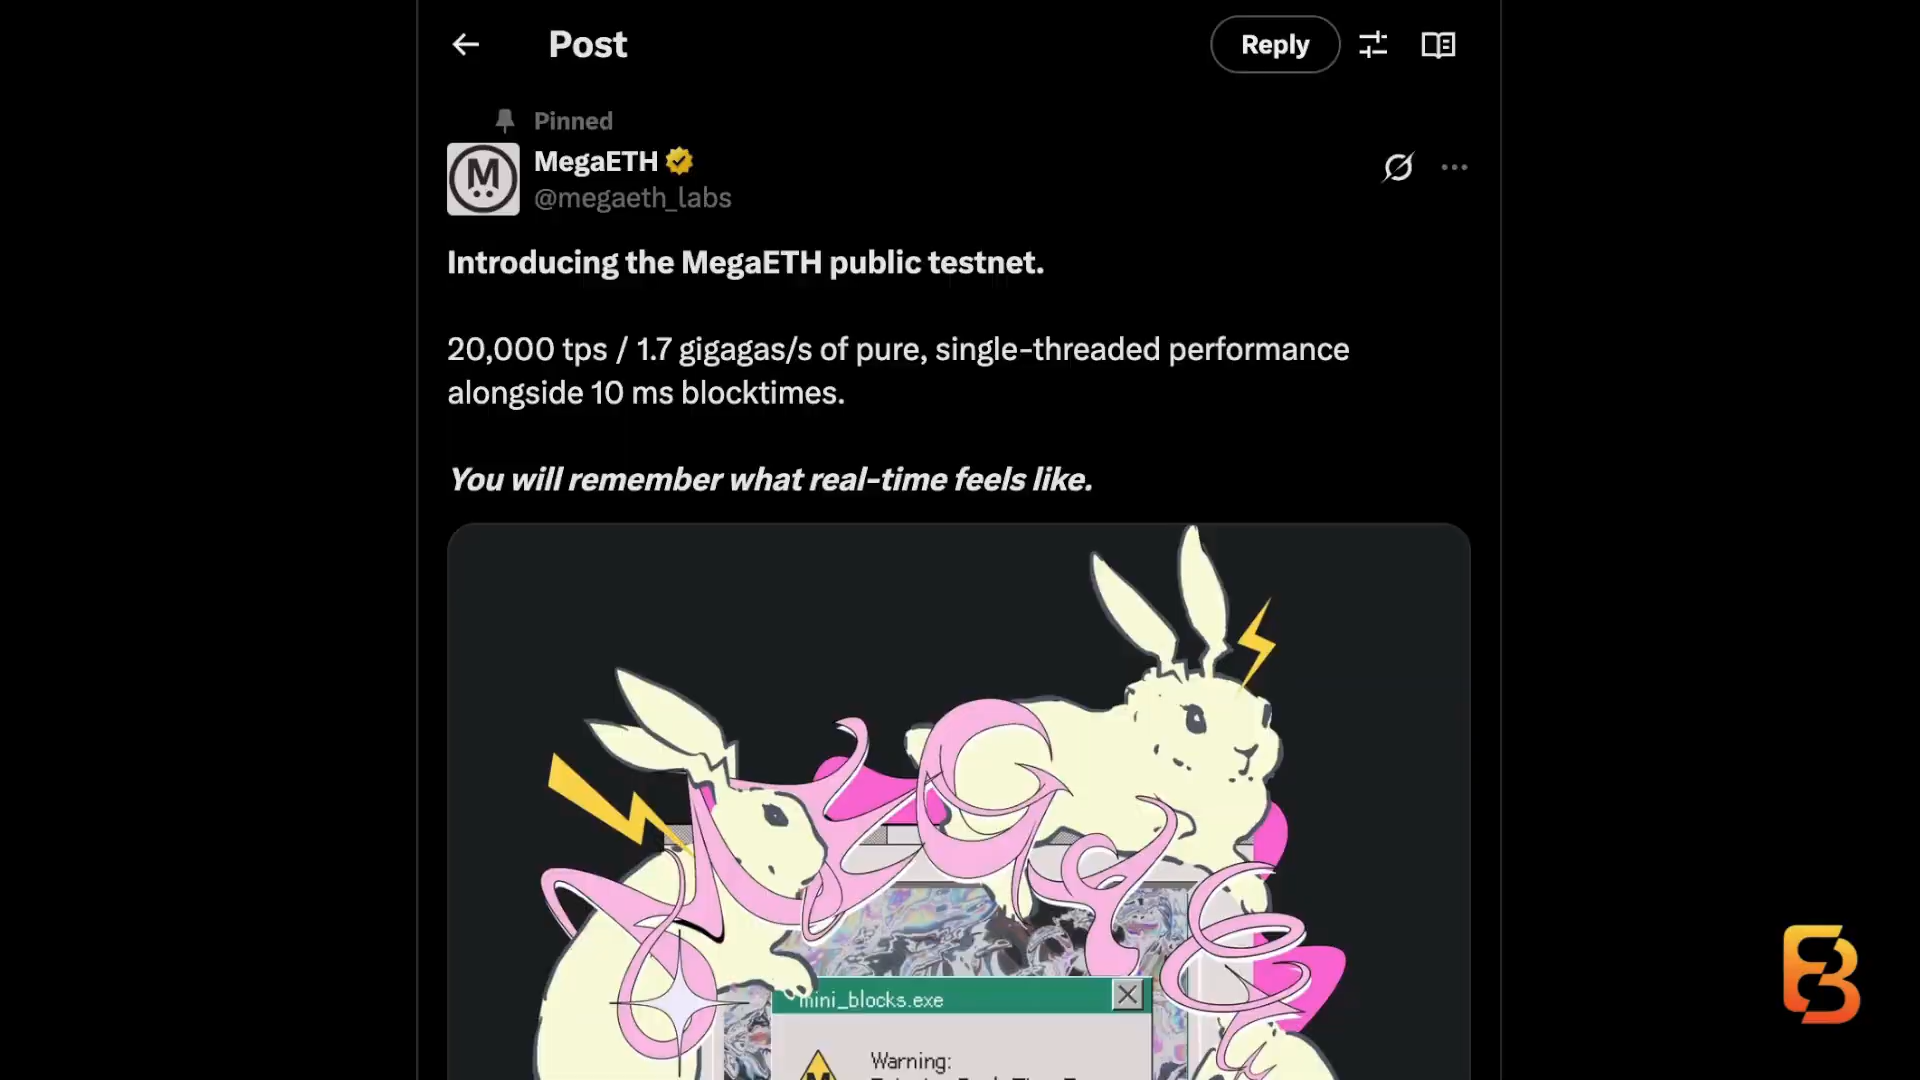 Post
Reply
Pinned
MegaETH
@megaeth_labs
Introducing the MegaETH public testnet.
20,000 tps / 1.7 gigagas/s of pure, single-threaded performance
alongside 10 ms blocktimes.
You will remember what real-time feels like.
mini_blocks.exe
Warning: